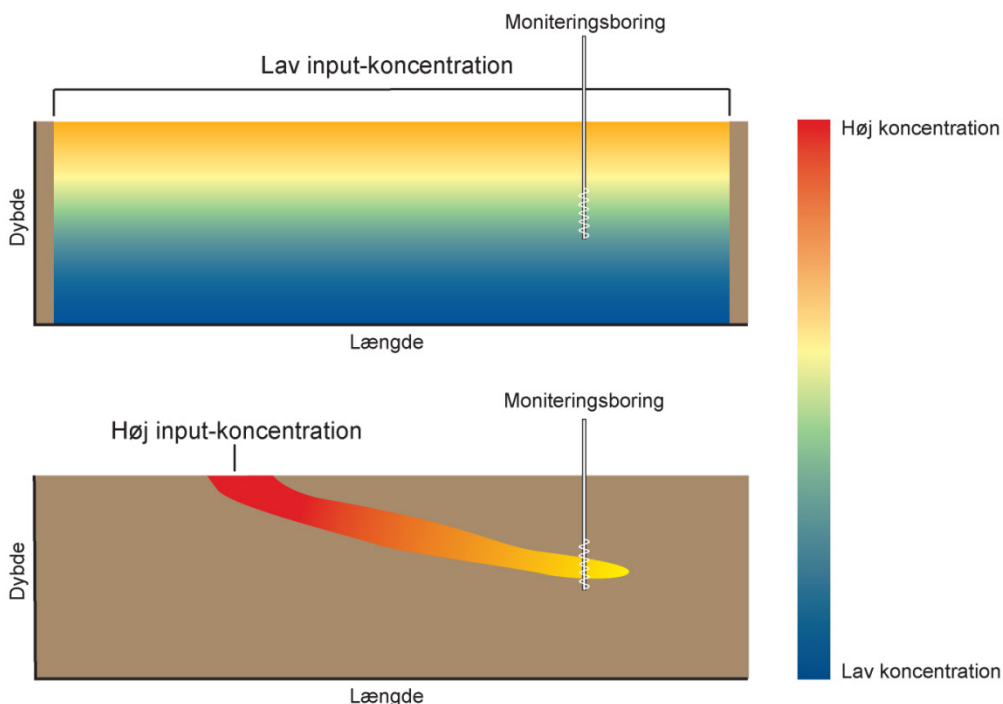 Moniteringsboring
Lav input-koncentration
Høj koncentration
Dybde
Længde
Moniteringsboring
Høj input-koncentration
Dybde
Lav koncentration
Længde